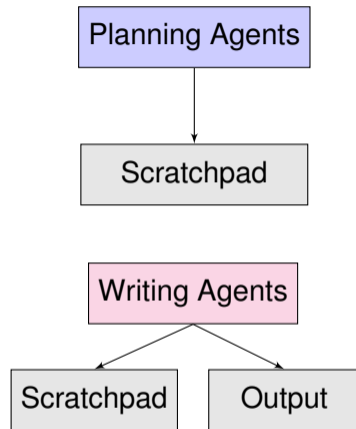 Planning Agents
Scratchpad
Writing Agents
Scratchpad
Output